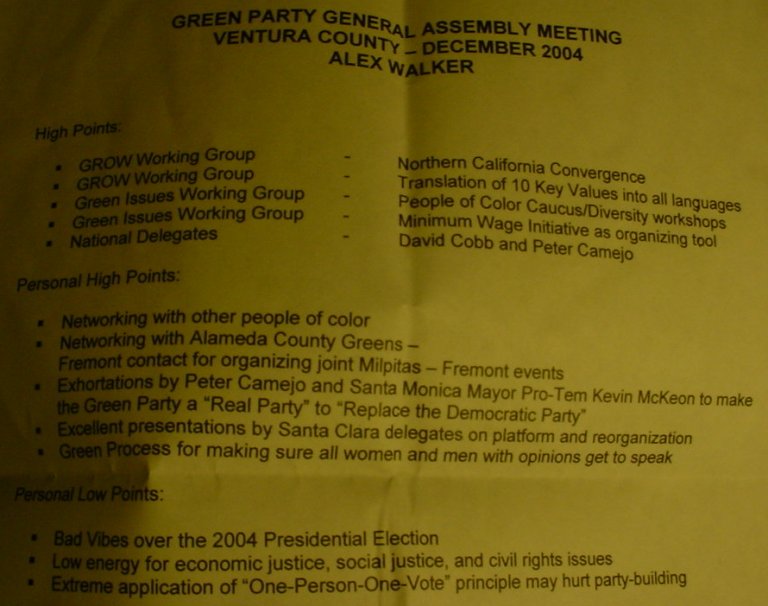 GREEN PARTY GENERAL ASSEMBLY MEETING
VENTURA COUNTY – DECEMBER 2004
ALEX WALKER
High Points:
▪ GROW Working Group - Northern California Convergence
▪ GROW Working Group - Translation of 10 Key Values into all languages
▪ Green Issues Working Group - People of Color Caucus/Diversity workshops
▪ Green Issues Working Group - Minimum Wage Initiative as organizing tool
▪ National Delegates - David Cobb and Peter Camejo
Personal High Points:
▪ Networking with other people of color
▪ Networking with Alameda County Greens –
Fremont contact for organizing joint Milpitas – Fremont events
▪ Exhortations by Peter Camejo and Santa Monica Mayor Pro-Tem Kevin McKeon to make
the Green Party a “Real Party” to “Replace the Democratic Party”
▪ Excellent presentations by Santa Clara delegates on platform and reorganization
▪ Green Process for making sure all women and men with opinions get to speak
Personal Low Points:
▪ Bad Vibes over the 2004 Presidential Election
▪ Low energy for economic justice, social justice, and civil rights issues
▪ Extreme application of “One-Person-One-Vote” principle may hurt party-building